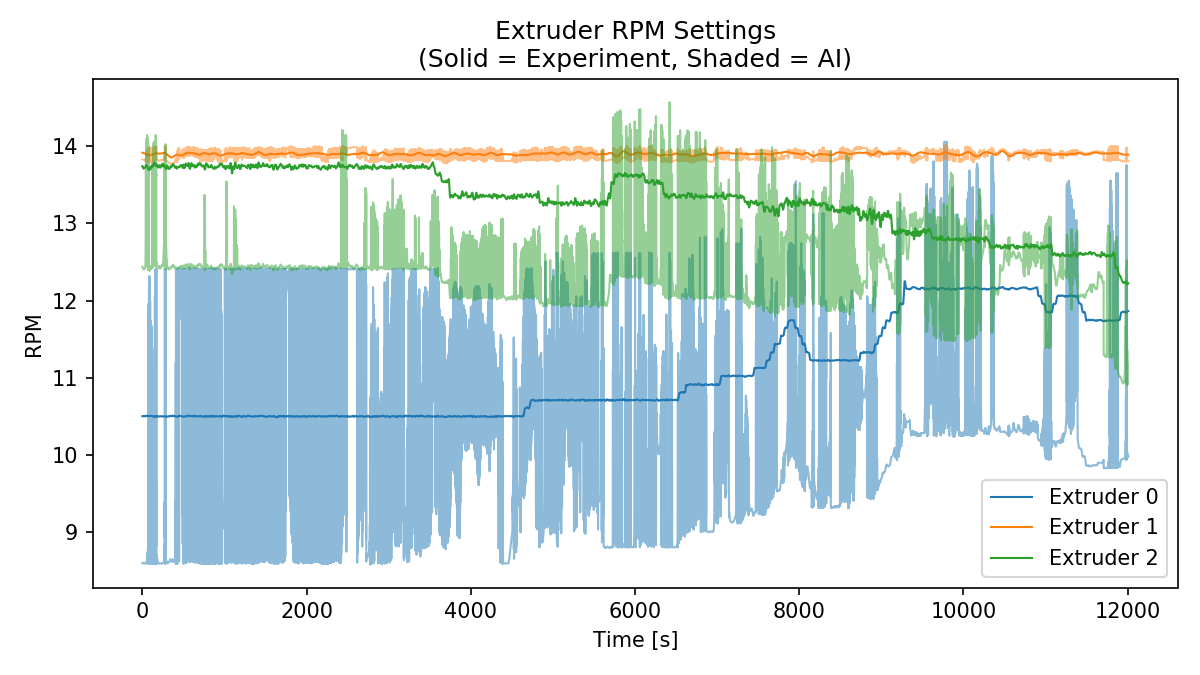 Extruder RPM Settings
(Solid = Experiment, Shaded = AI)
RPM
14
13
12
11
10
9
0
2000
4000
6000
8000
10000
12000
Time [s]
Extruder 0
Extruder 1
Extruder 2